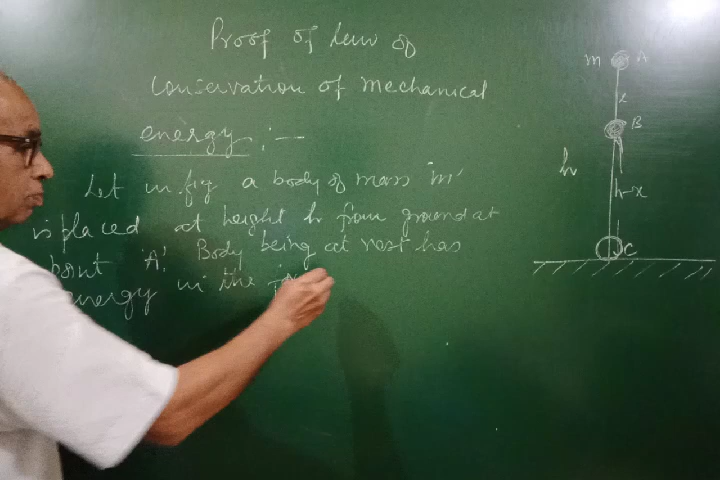 Proof of Law of
conservation of mechanical
energy :-
Let in fig a body of mass 'm'
is placed at height h from ground at
point 'A'. Body being at rest has
energy in the
m A
x
B
h
h-x
C